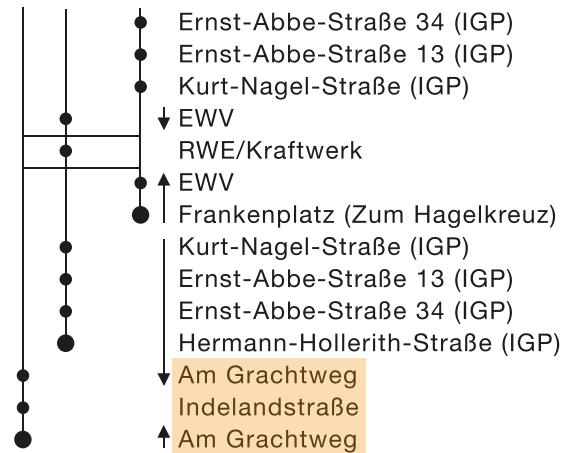 Ernst-Abbe-Straße 34 (IGP)
Ernst-Abbe-Straße 13 (IGP)
Kurt-Nagel-Straße (IGP)
EWV
RWE/Kraftwerk
EWV
Frankenplatz (Zum Hagelkreuz)
Kurt-Nagel-Straße (IGP)
Ernst-Abbe-Straße 13 (IGP)
Ernst-Abbe-Straße 34 (IGP)
Hermann-Hollerith-Straße (IGP)
Am Grachtweg
Indelandstraße
Am Grachtweg